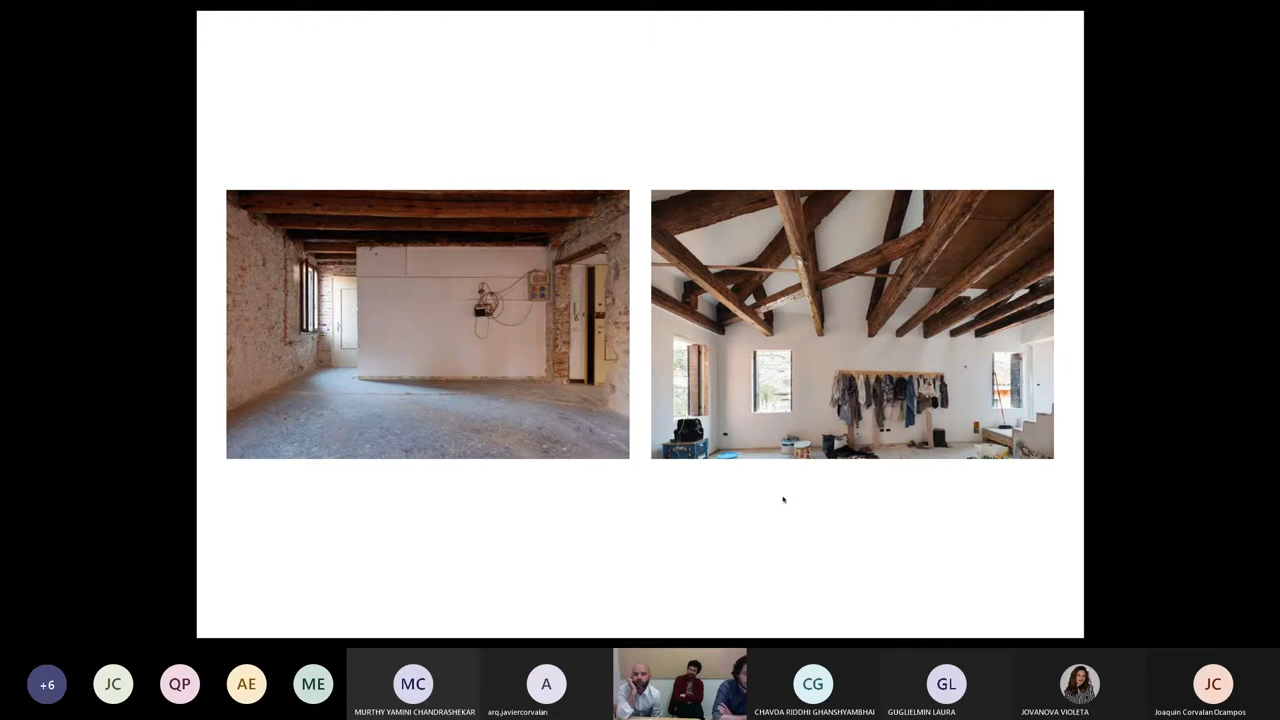 +6
JC
QP
AE
ME
MC
MURTHY YAMINI CHANDRASHEKAR
A
arq.javiercorvalan
CG
CHAVDA RIDDHI GHANSHYAMBHAI
GL
GUGLIELMIN LAURA
JOVANOVA VIOLETA
JC
Joaquin Corvalan Ocampos